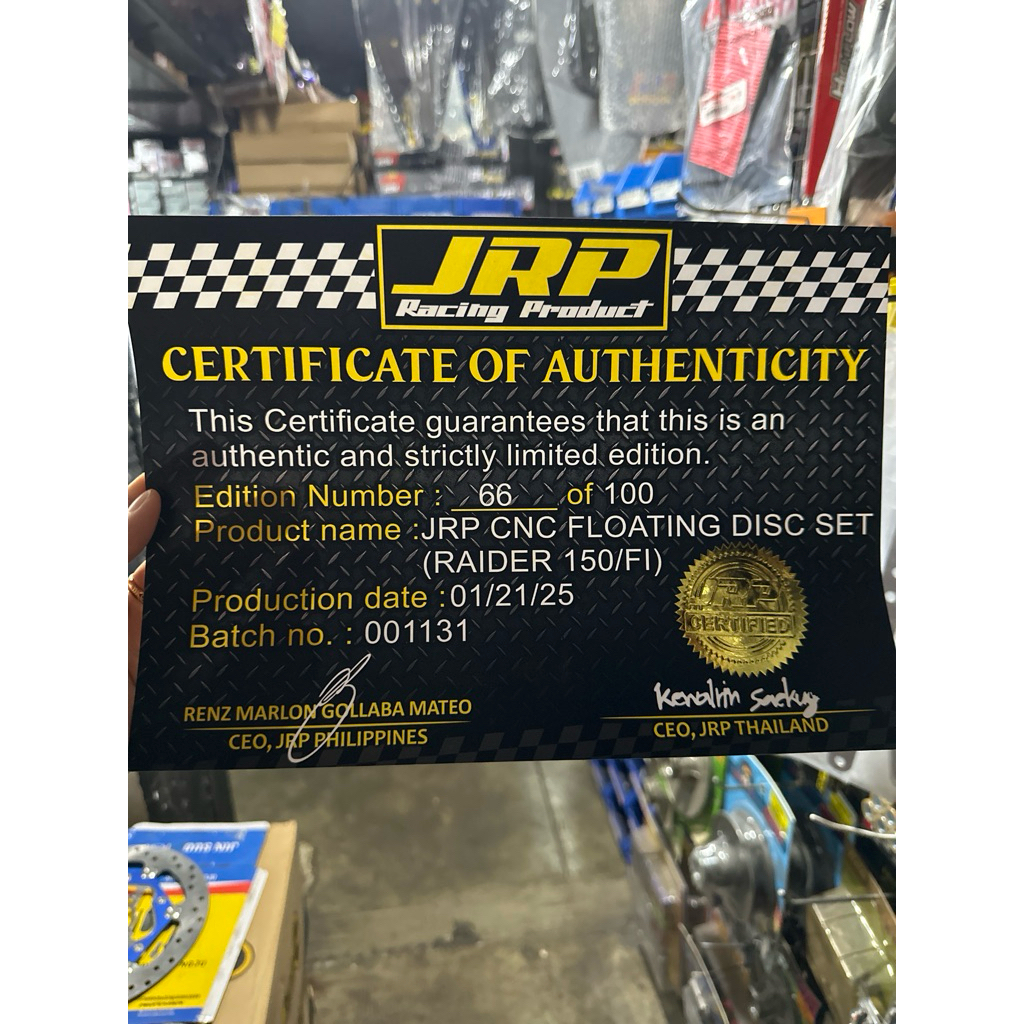 JRP
Racing Product
CERTIFICATE OF AUTHENTICITY
This Certificate guarantees that this is an
authentic and strictly limited edition.
Edition Number : 66 of 100
Product name :JRP CNC FLOATING DISC SET
(RAIDER 150/FI)
Production date :01/21/25
Batch no. : 001131
JRP
CERTIFIED
RENZ MARLON GOLLABA MATEO
CEO, JRP PHILIPPINES
CEO, JRP THAILAND